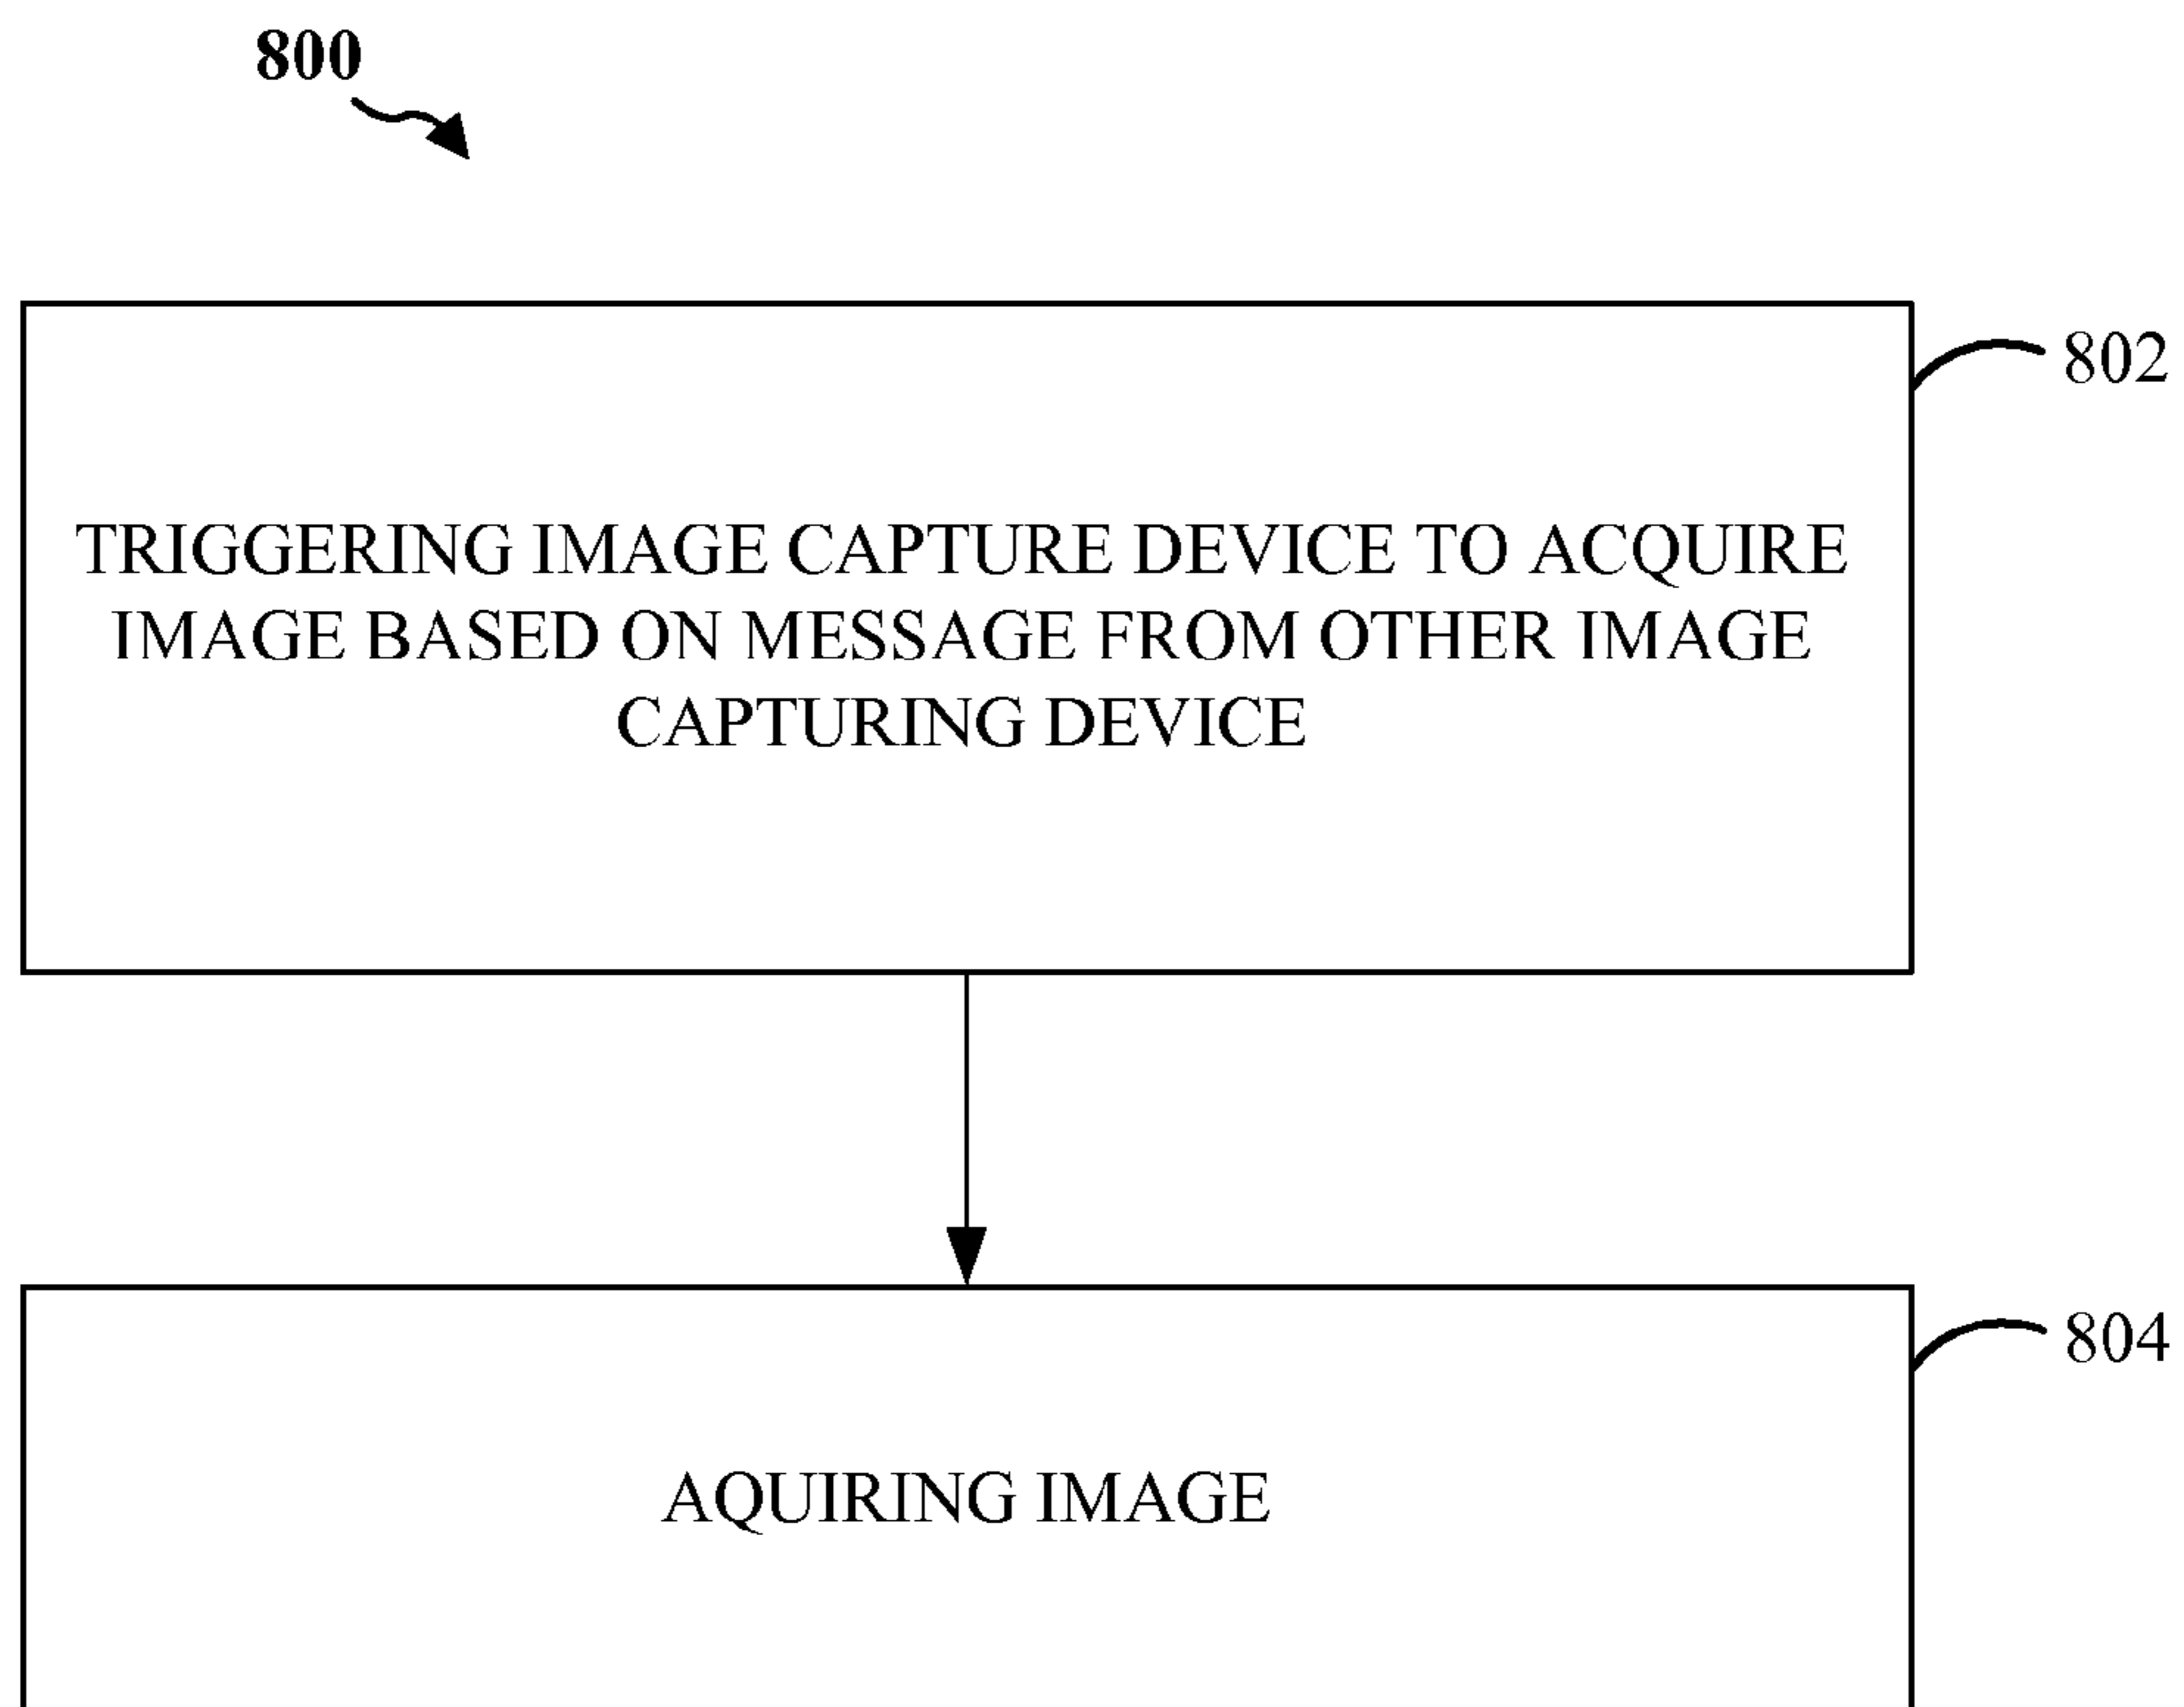 800
802
TRIGGERING IMAGE CAPTURE DEVICE TO ACQUIRE
IMAGE BASED ON MESSAGE FROM OTHER IMAGE
CAPTURING DEVICE
804
AQUIRING IMAGE